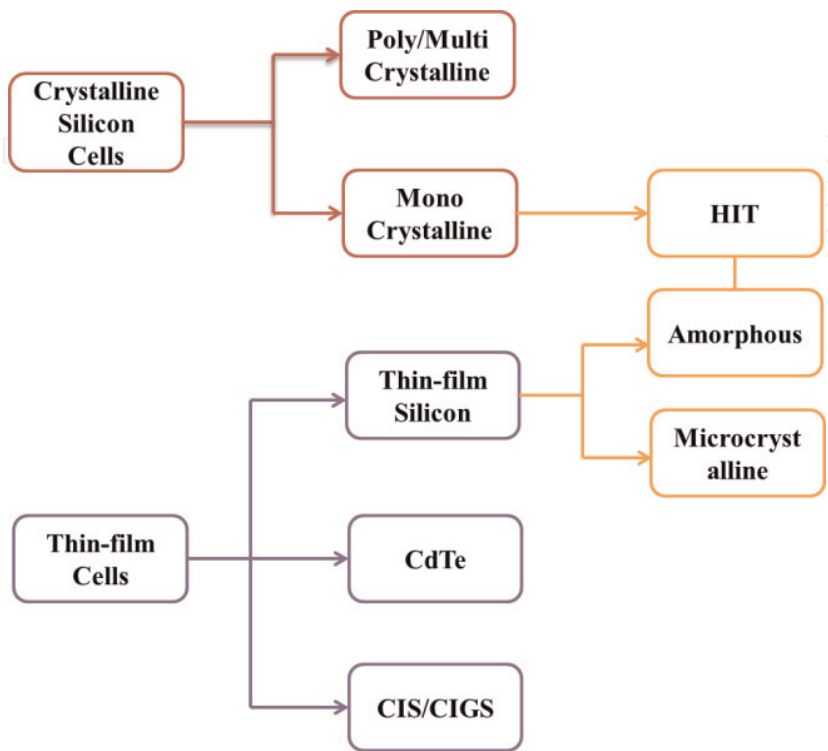 Poly/Multi
Crystalline
Crystalline
Silicon
Cells
Mono
Crystalline
HIT
Amorphous
Thin-film
Silicon
Microcryst
alline
Thin-film
Cells
CdTe
CIS/CIGS